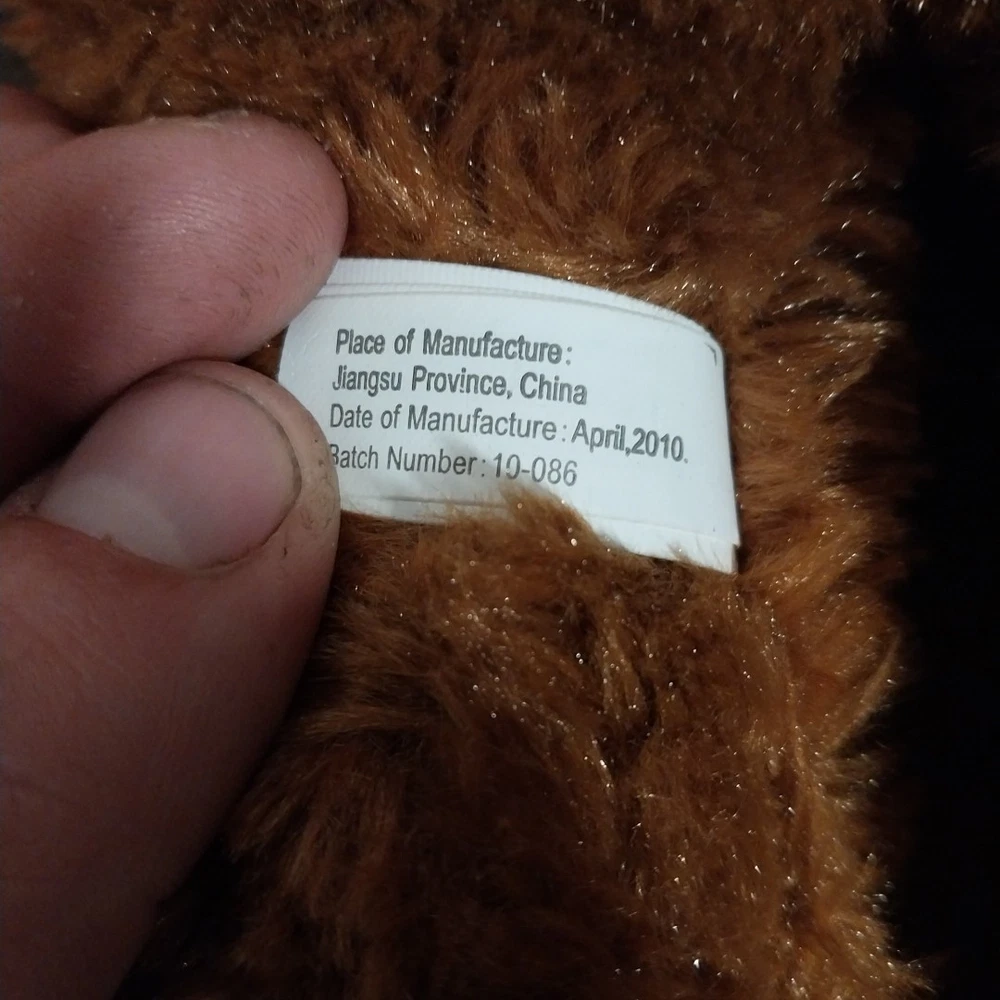 Place of Manufacture:
Jiangsu Province, China
Date of Manufacture: April,2010.
Batch Number: 10-086